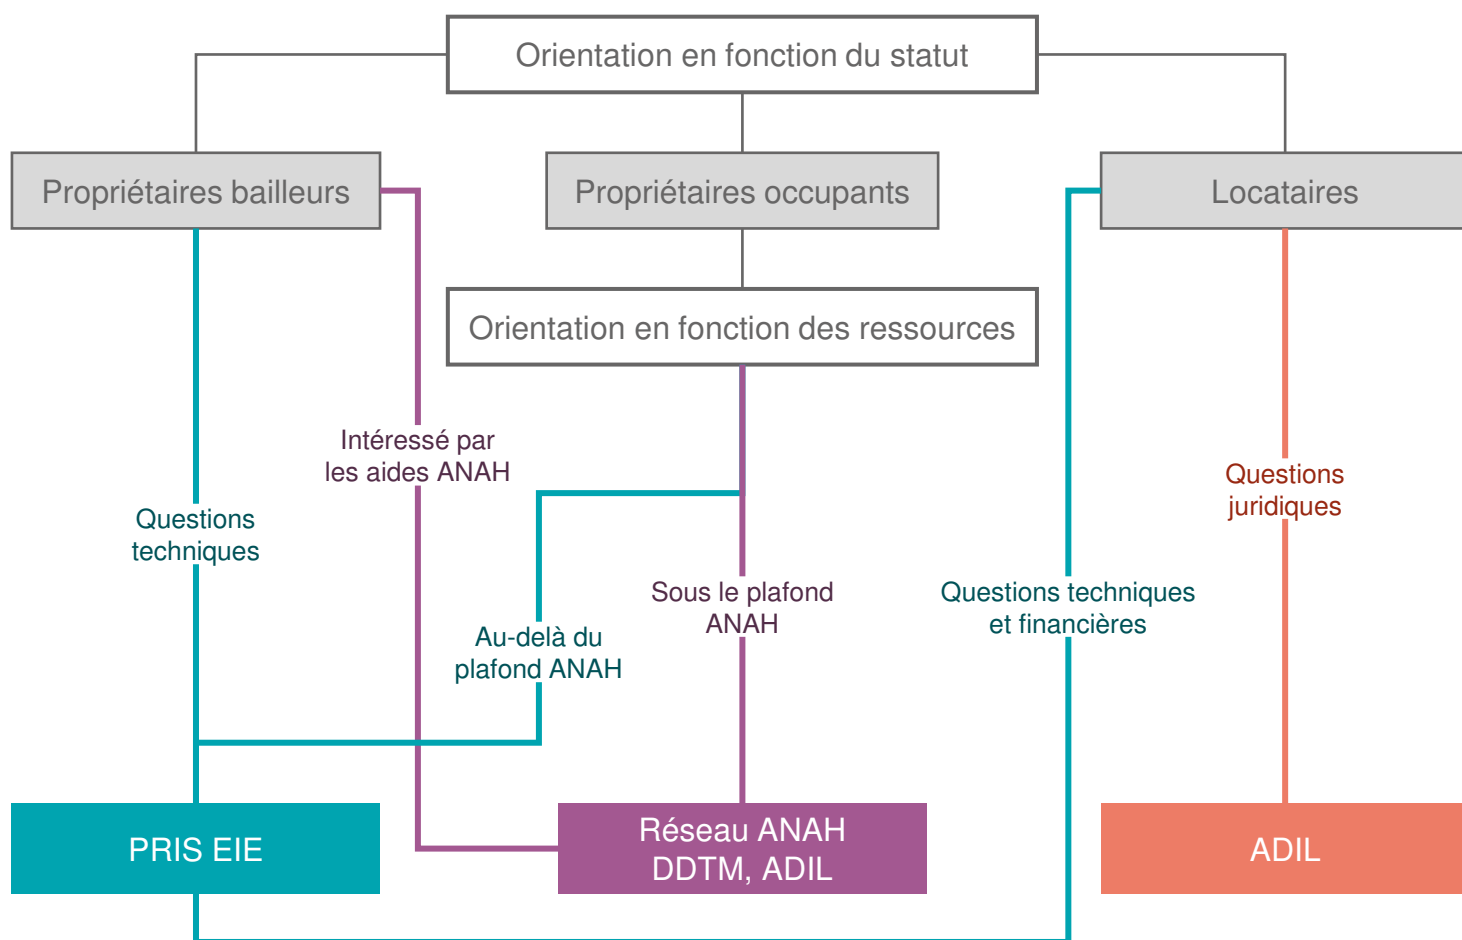 Orientation en fonction du statut
Propriétaires bailleurs
Propriétaires occupants
Locataires
Orientation en fonction des ressources
Intéressé par
les aides ANAH
Questions
juridiques
Questions
techniques
Sous le plafond
ANAH
Questions techniques
et financières
Au-delà du
plafond ANAH
PRIS EIE
Réseau ANAH
DDTM, ADIL
ADIL